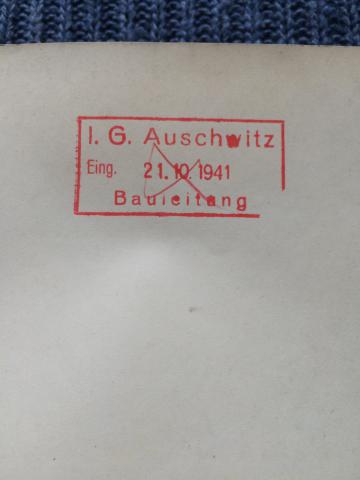 I. G. Auschwitz
Eing. 21.10.1941
Bauleitung